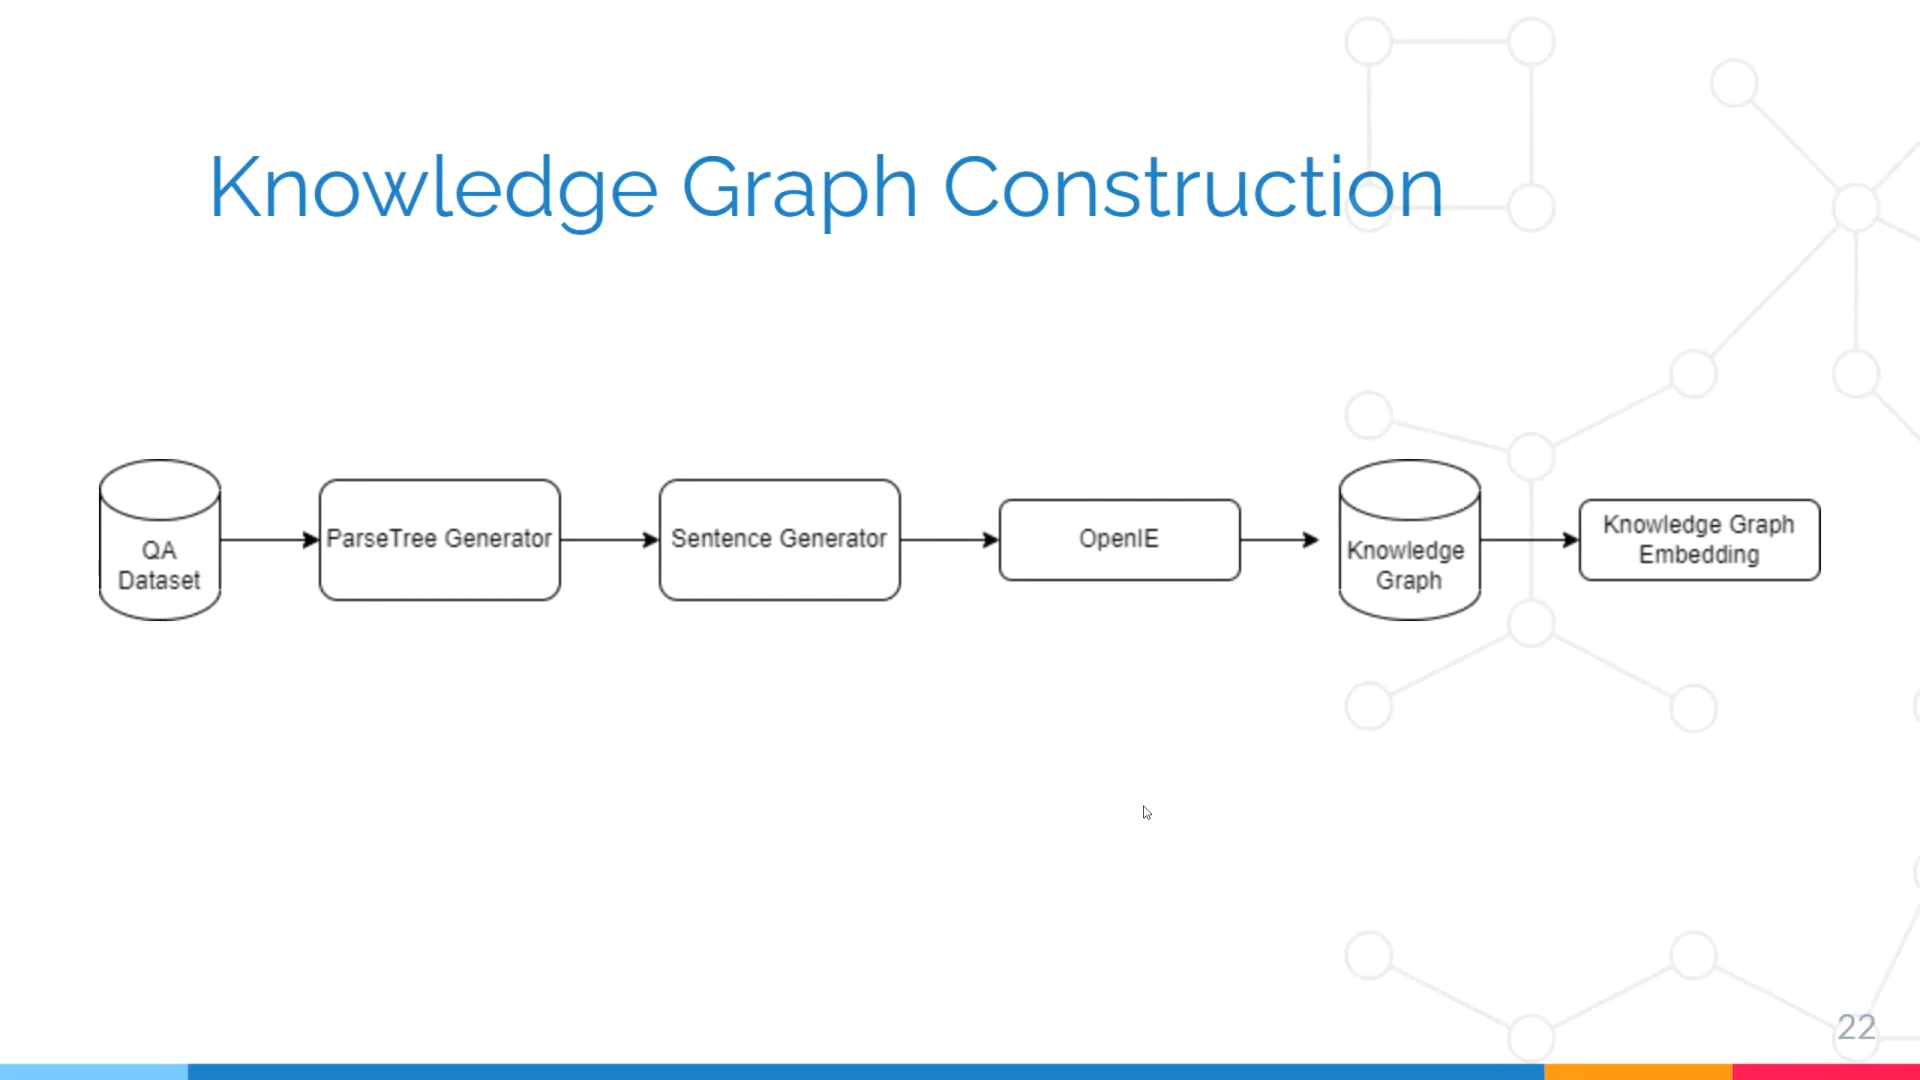 Knowledge Graph Construction
QA
Dataset
ParseTree Generator
Sentence Generator
OpenIE
Knowledge
Graph
Knowledge Graph
Embedding
22